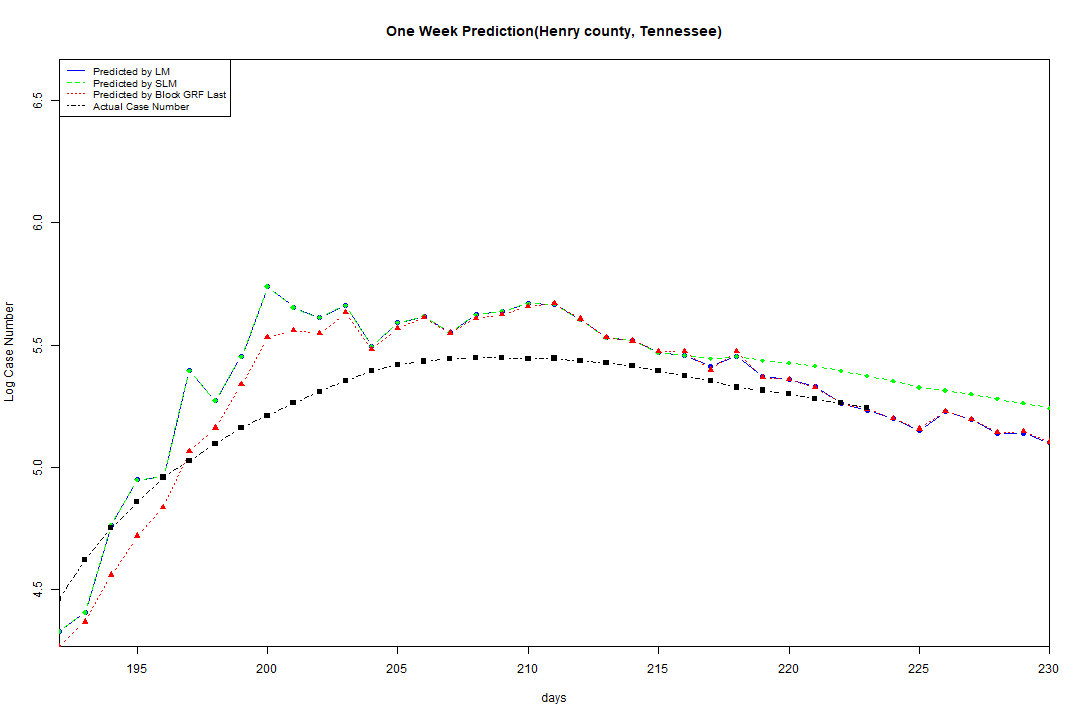 One Week Prediction(Henry county, Tennessee)
Predicted by LM
Predicted by SLM
Predicted by Block GRF Last
Actual Case Number
6.5
6.0
5.5
5.0
4.5
Log Case Number
195 200 205 210 215 220 225 230
days